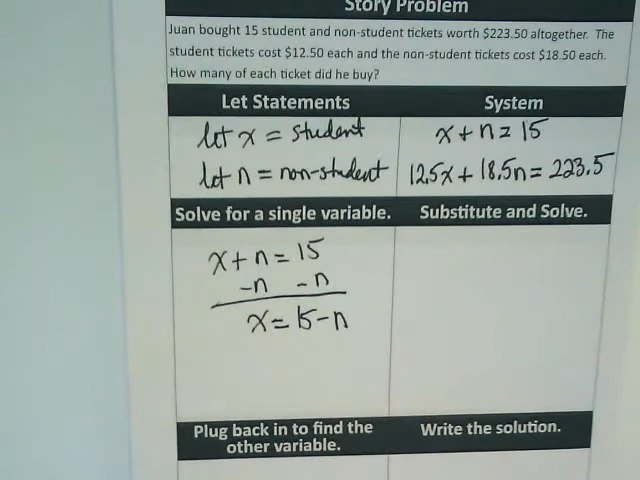 Story Problem
Juan bought 15 student and non-student tickets worth $223.50 altogether. The
student tickets cost $12.50 each and the non-student tickets cost $18.50 each.
How many of each ticket did he buy?
Let Statements
System
let x = student
let n = non-student
x + n = 15
12.5x + 18.5n = 223.5
Solve for a single variable.
Substitute and Solve.
x + n = 15
-n -n
x = 15 - n
Plug back in to find the
other variable.
Write the solution.